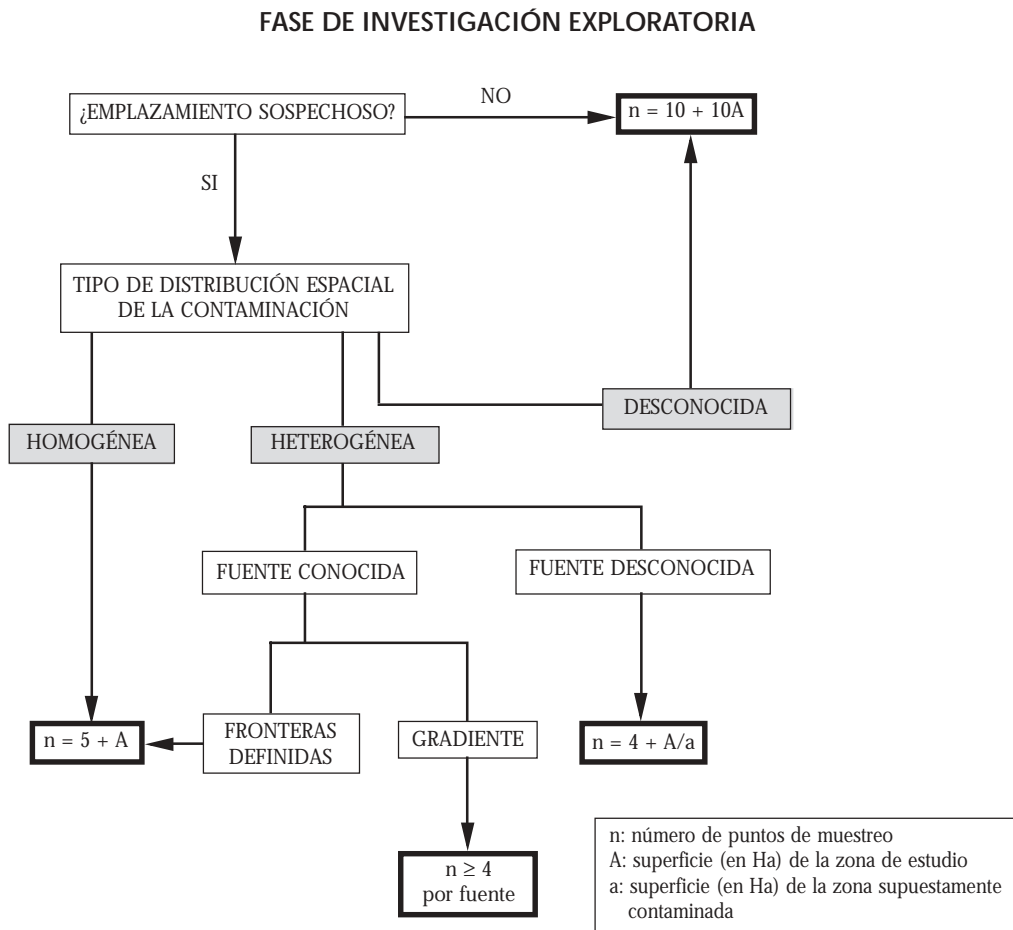 FASE DE INVESTIGACIÓN EXPLORATORIA
¿EMPLAZAMIENTO SOSPECHOSO?
NO
n = 10 + 10A
SI
TIPO DE DISTRIBUCIÓN ESPACIAL
DE LA CONTAMINACIÓN
DESCONOCIDA
HOMOGÉNEA
HETEROGÉNEA
FUENTE CONOCIDA
FUENTE DESCONOCIDA
n = 5 + A
FRONTERAS
DEFINIDAS
GRADIENTE
n = 4 + A/a
n ≥ 4
por fuente
n: número de puntos de muestreo
A: superficie (en Ha) de la zona de estudio
a: superficie (en Ha) de la zona supuestamente
contaminada